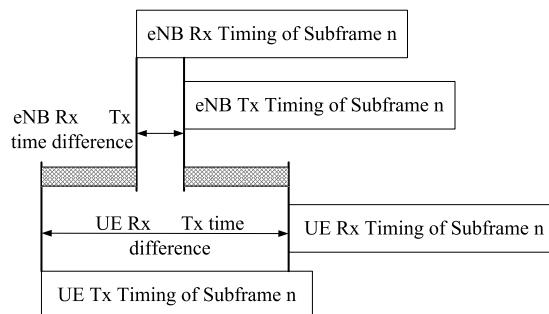 eNB Rx Timing of Subframe n
eNB Tx Timing of Subframe n
eNB Rx Tx
time difference
UE Rx Tx time
difference
UE Rx Timing of Subframe n
UE Tx Timing of Subframe n